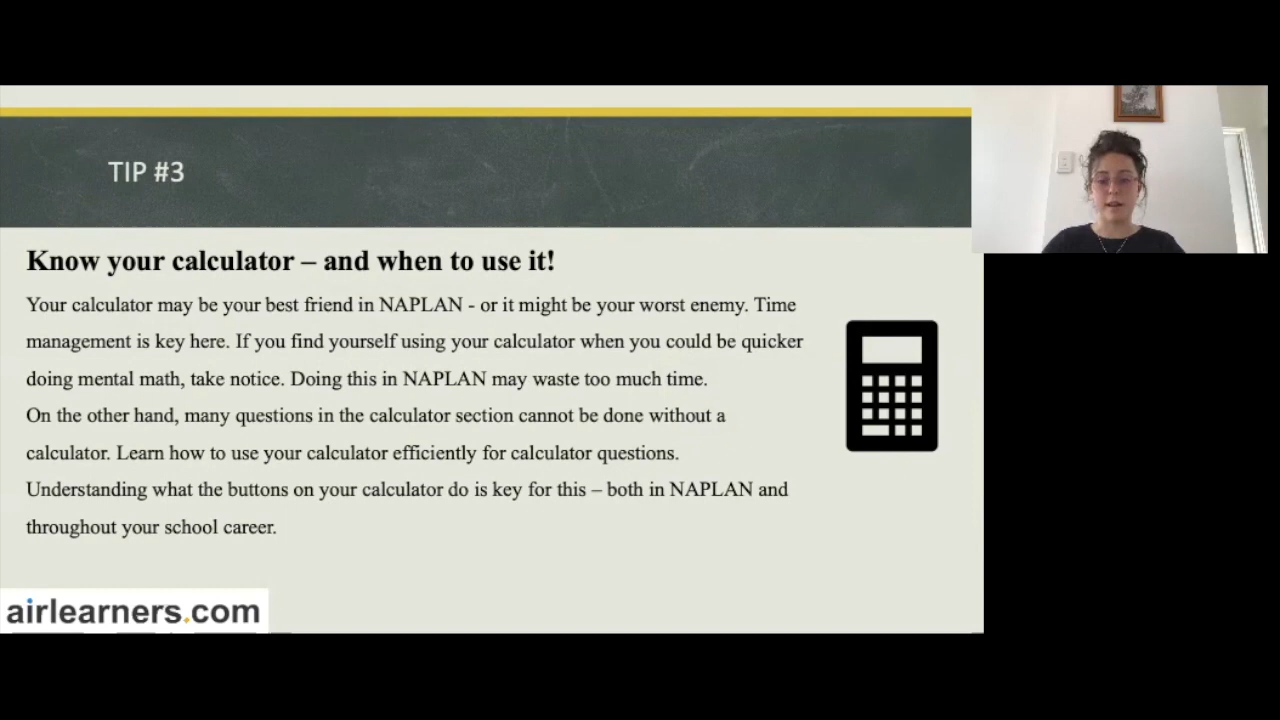 TIP #3
Know your calculator – and when to use it!
Your calculator may be your best friend in NAPLAN - or it might be your worst enemy. Time
management is key here. If you find yourself using your calculator when you could be quicker
doing mental math, take notice. Doing this in NAPLAN may waste too much time.
On the other hand, many questions in the calculator section cannot be done without a
calculator. Learn how to use your calculator efficiently for calculator questions.
Understanding what the buttons on your calculator do is key for this – both in NAPLAN and
throughout your school career.
airlearners.com